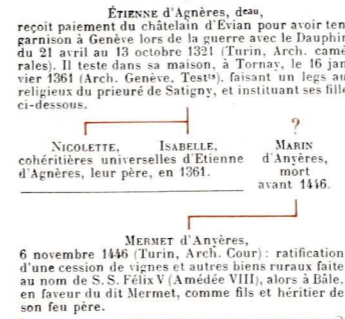 ÉTIENNE d'Agnères, deau,
reçoit paiement du châtelain d'Evian pour avoir ten
garnison à Genève lors de la guerre avec le Dauphin
du 21 avril au 13 octobre 1321 (Turin, Arch. camé
rales). Il teste dans sa maison, à Tornay, le 16 jan
vier 1361 (Arch. Genève. Testts), faisant un legs au
religieux du prieuré de Satigny, et instituant ses fille
ci-dessous.
?
NICOLETTE, ISABELLE,
cohéritières universelles d'Etienne
d'Agnères, leur père, en 1361.
MARIN
d'Anyères,
mort
avant 1446.
MERMET d'Anyères,
6 novembre 1446 (Turin, Arch. Cour) : ratification
d'une cession de vignes et autres biens ruraux faite
au nom de S. S. Félix V (Amédée VIII), alors à Bâle,
en faveur du dit Mermet, comme fils et héritier de
son feu père.